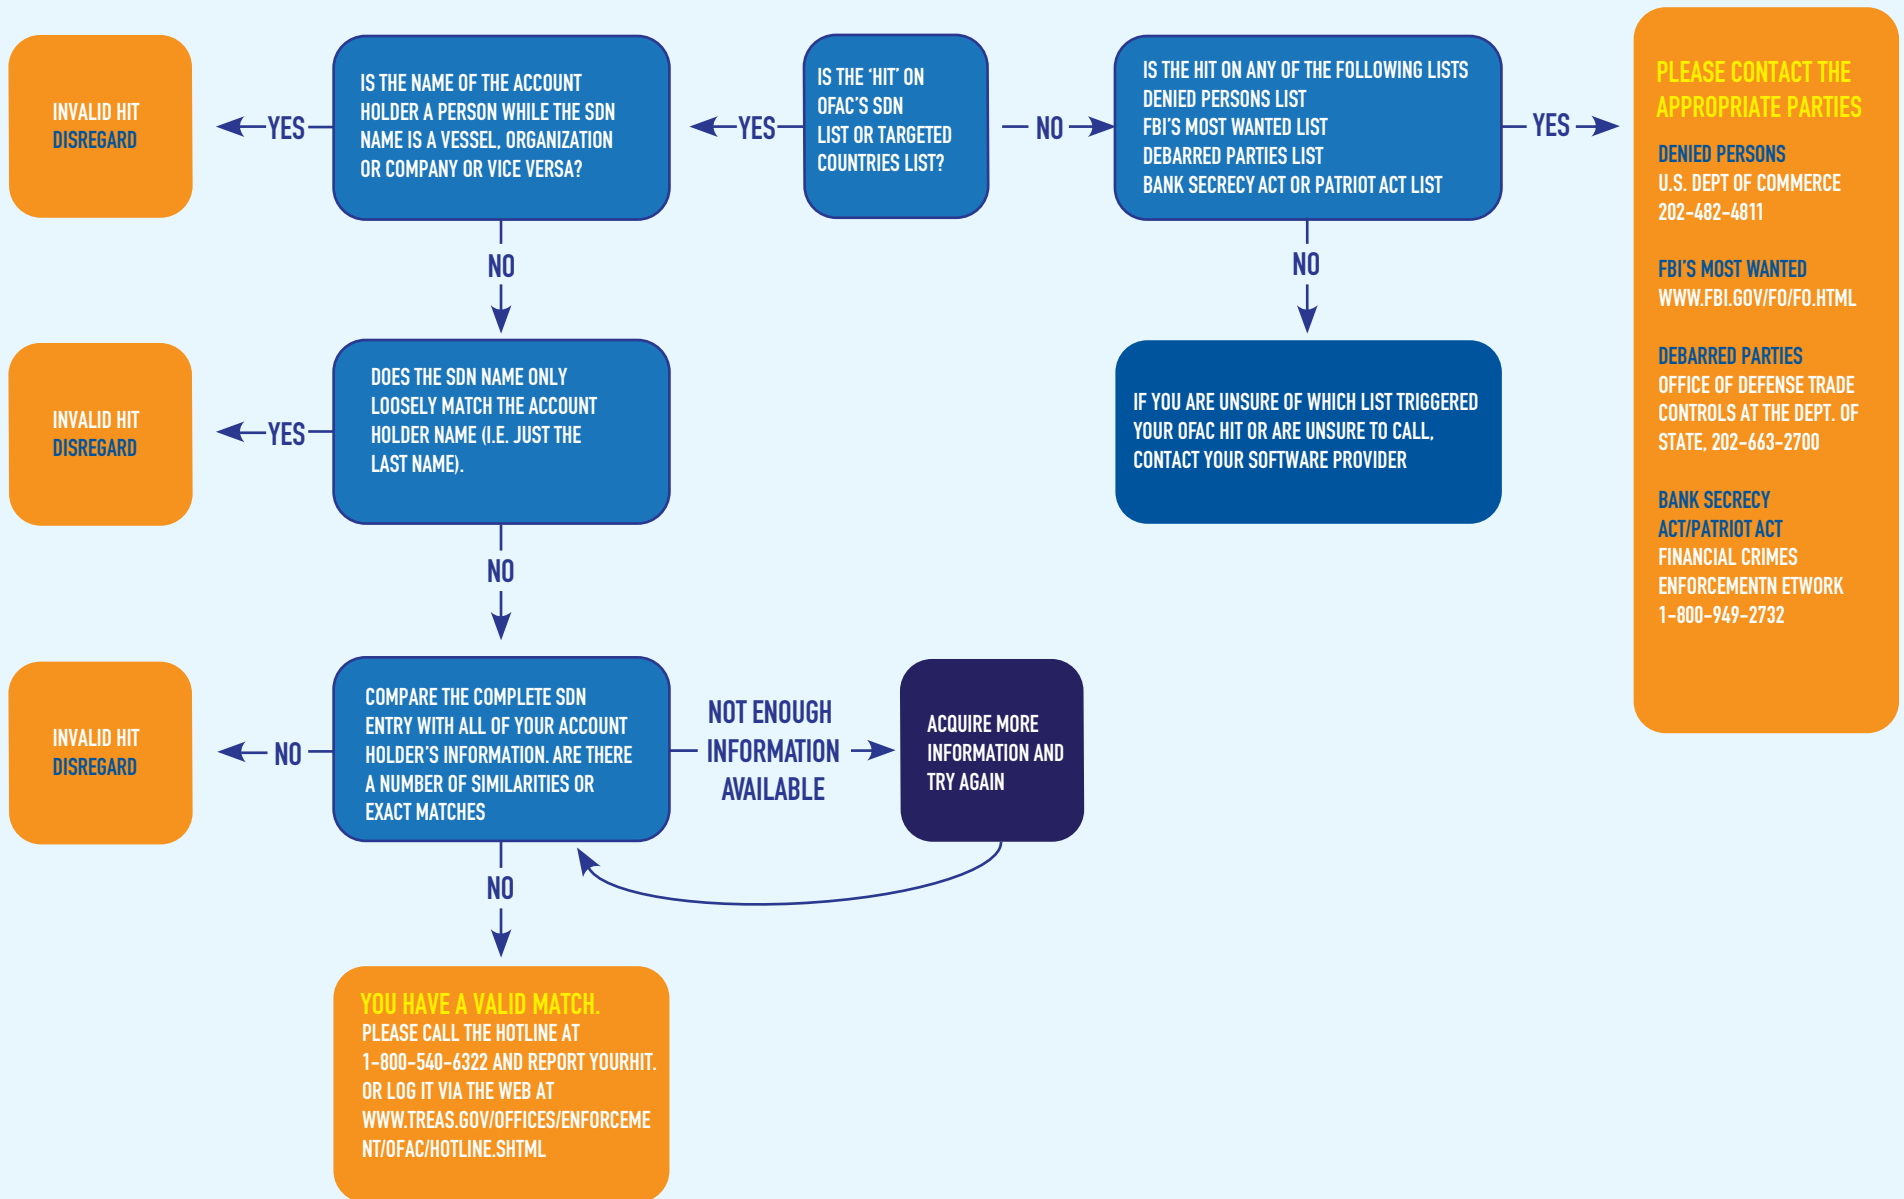 INVALID HIT
DISREGARD
YES
IS THE NAME OF THE ACCOUNT
HOLDER A PERSON WHILE THE SDN
NAME IS A VESSEL, ORGANIZATION
OR COMPANY OR VICE VERSA?
YES
IS THE ‘HIT’ ON
OFAC’S SDN
LIST OR TARGETED
COUNTRIES LIST?
NO
IS THE HIT ON ANY OF THE FOLLOWING LISTS
DENIED PERSONS LIST
FBI’S MOST WANTED LIST
DEBARRED PARTIES LIST
BANK SECRECY ACT OR PATRIOT ACT LIST
YES
PLEASE CONTACT THE
APPROPRIATE PARTIES
DENIED PERSONS
U.S. DEPT OF COMMERCE
202-482-4811
FBI’S MOST WANTED
WWW.FBI.GOV/FO/FO.HTML
DEBARRED PARTIES
OFFICE OF DEFENSE TRADE
CONTROLS AT THE DEPT. OF
STATE, 202-663-2700
BANK SECRECY
ACT/PATRIOT ACT
FINANCIAL CRIMES
ENFORCEMENTN ETWORK
1-800-949-2732
NO
NO
INVALID HIT
DISREGARD
YES
DOES THE SDN NAME ONLY
LOOSELY MATCH THE ACCOUNT
HOLDER NAME (I.E. JUST THE
LAST NAME).
IF YOU ARE UNSURE OF WHICH LIST TRIGGERED
YOUR OFAC HIT OR ARE UNSURE TO CALL,
CONTACT YOUR SOFTWARE PROVIDER
NO
INVALID HIT
DISREGARD
NO
COMPARE THE COMPLETE SDN
ENTRY WITH ALL OF YOUR ACCOUNT
HOLDER’S INFORMATION. ARE THERE
A NUMBER OF SIMILARITIES OR
EXACT MATCHES
NOT ENOUGH
INFORMATION
AVAILABLE
ACQUIRE MORE
INFORMATION AND
TRY AGAIN
NO
YOU HAVE A VALID MATCH.
PLEASE CALL THE HOTLINE AT
1-800-540-6322 AND REPORT YOURHIT.
OR LOG IT VIA THE WEB AT
WWW.TREAS.GOV/OFFICES/ENFORCEME
NT/OFAC/HOTLINE.SHTML